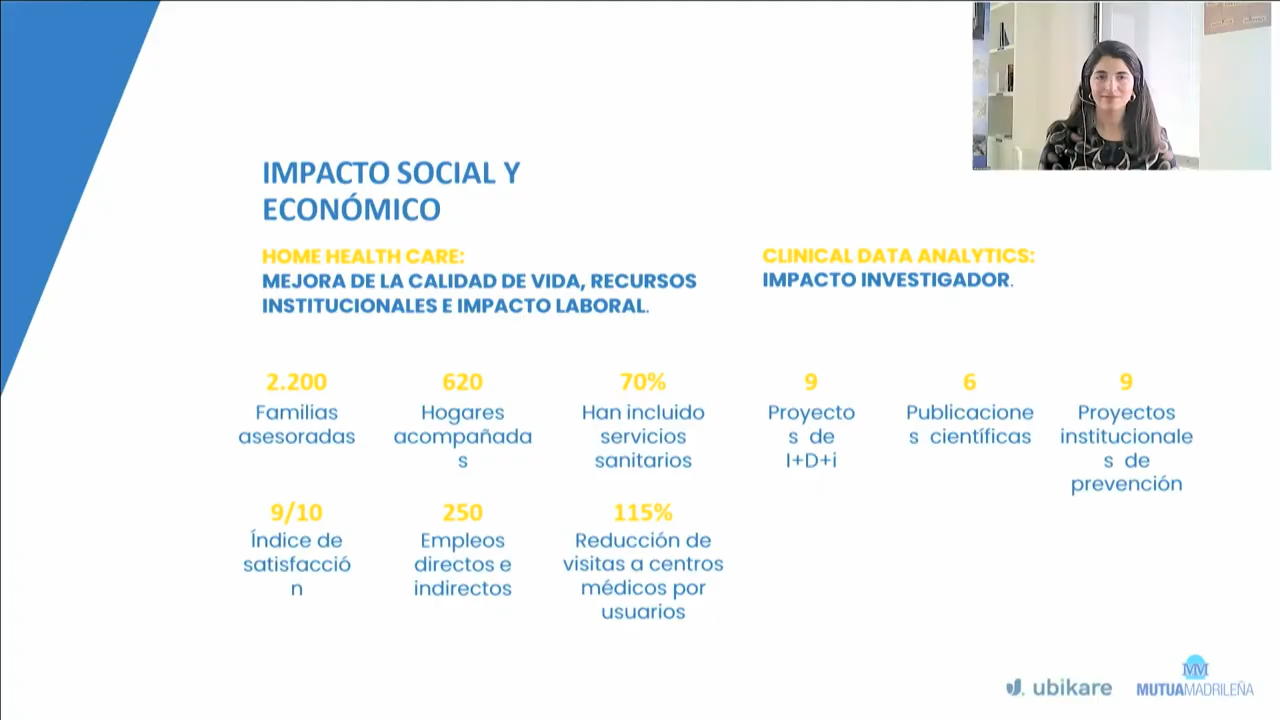 IMPACTO SOCIAL Y
ECONÓMICO
HOME HEALTH CARE:
MEJORA DE LA CALIDAD DE VIDA, RECURSOS
INSTITUCIONALES E IMPACTO LABORAL.
CLINICAL DATA ANALYTICS:
IMPACTO INVESTIGADOR.
2.200
Familias
asesoradas
620
Hogares
acompañada
s
70%
Han incluido
servicios
sanitarios
9
Proyecto
s de
I+D+i
6
Publicacione
s científicas
9
Proyectos
institucionale
s de
prevención
9/10
Índice de
satisfacció
n
250
Empleos
directos e
indirectos
115%
Reducción de
visitas a centros
médicos por
usuarios
ubikare
MM
MUTUAMADRILEÑA